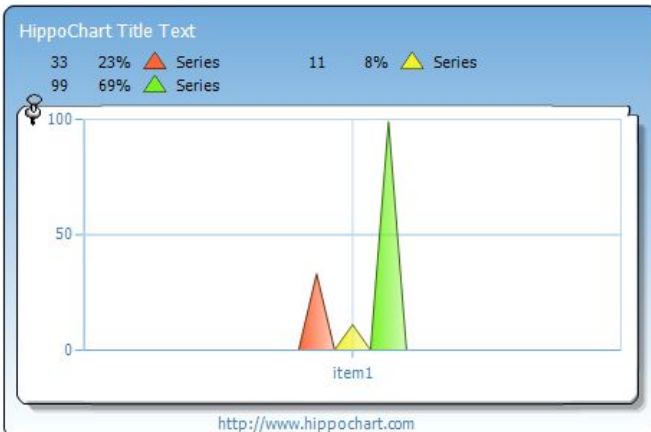 HippoChart Title Text
33 23% Series 11 8% Series
99 69% Series
100
50
0
item1
http://www.hippochart.com